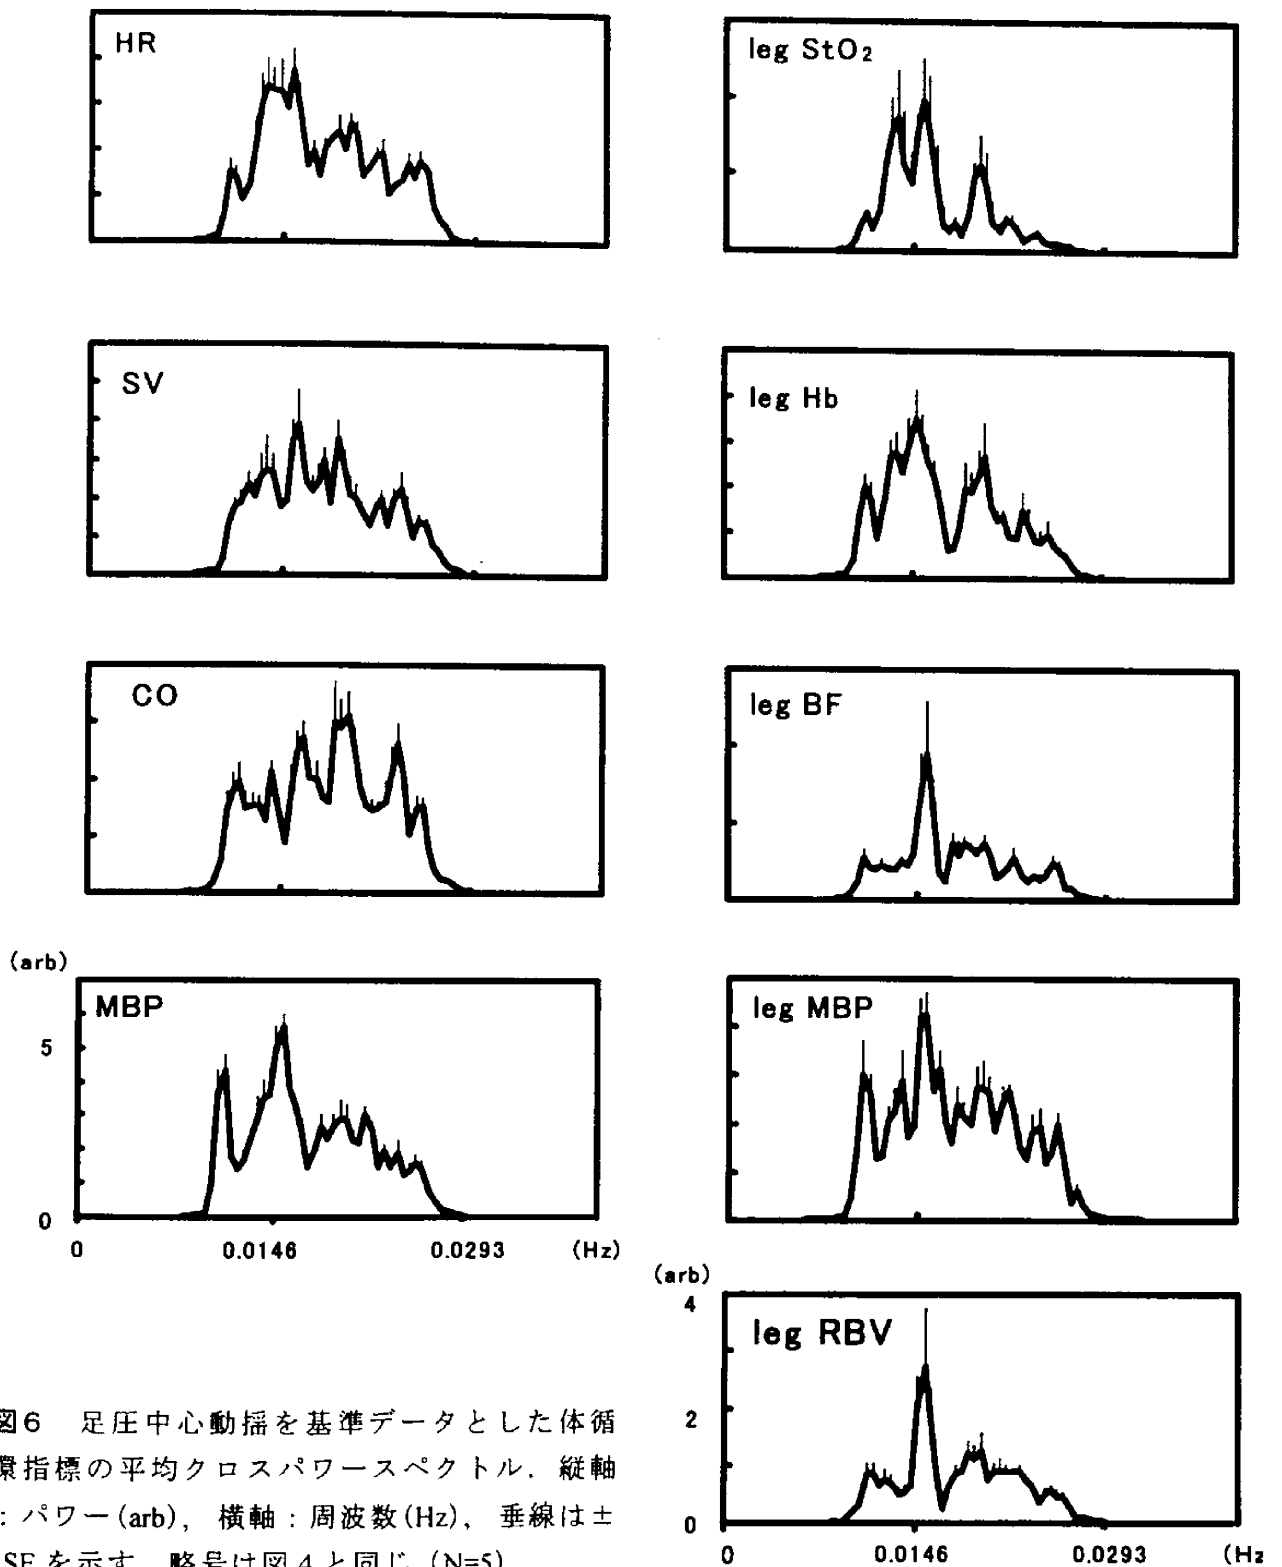 HR
SV
CO
(arb)
MBP
5
0
0 0.0146 0.0293 (Hz)
leg StO₂
leg Hb
leg BF
leg MBP
(arb)
4
leg RBV
2
0
0 0.0146 0.0293 (Hz
図6 足圧中心動揺を基準データとした体循
環指標の平均クロスパワースペクトル．縦軸
：パワー(arb)，横軸：周波数(Hz)，垂線は±
SE を示す．略号は図4と同じ (N=5)